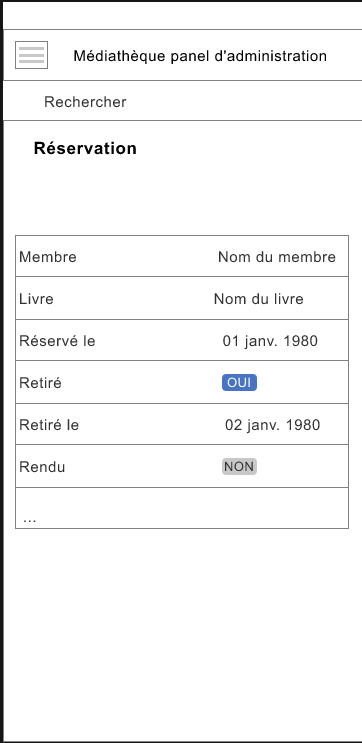 Médiathèque panel d'administration
Rechercher
Réservation
Membre Nom du membre
Livre Nom du livre
Réservé le 01 janv. 1980
Retiré OUI
Retiré le 02 janv. 1980
Rendu NON
...